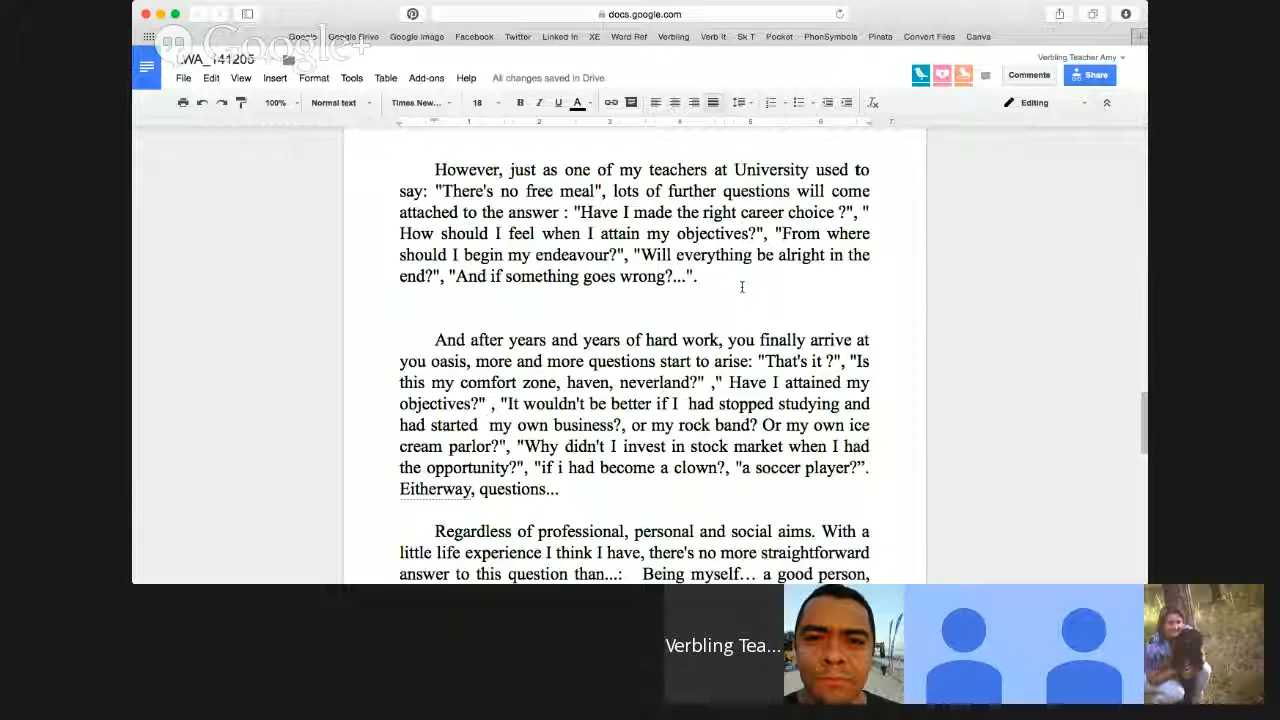 docs.google.com
Google+
Google Google Drive Google Image Facebook Twitter Linked In XE Word Ref Verbling Verb It Sk T Pocket PhonSymbols Pinata Convert Files Canva
LWA_141205
Verbling Teacher Amy
File Edit View Insert Format Tools Table Add-ons Help All changes saved in Drive
Comments Share
100% Normal text Times New... 18 B I U A Editing
1 2 3 4 5 6 7
However, just as one of my teachers at University used to
say: "There's no free meal", lots of further questions will come
attached to the answer : "Have I made the right career choice ?", "
How should I feel when I attain my objectives?", "From where
should I begin my endeavour?", "Will everything be alright in the
end?", "And if something goes wrong?...".
And after years and years of hard work, you finally arrive at
you oasis, more and more questions start to arise: "That's it ?", "Is
this my comfort zone, haven, neverland?" ," Have I attained my
objectives?" , "It wouldn't be better if I had stopped studying and
had started my own business?, or my rock band? Or my own ice
cream parlor?", "Why didn't I invest in stock market when I had
the opportunity?", "if i had become a clown?, "a soccer player?”.
Eitherway, questions...
Regardless of professional, personal and social aims. With a
little life experience I think I have, there's no more straightforward
answer to this question than...: Being myself… a good person,
Verbling Tea...